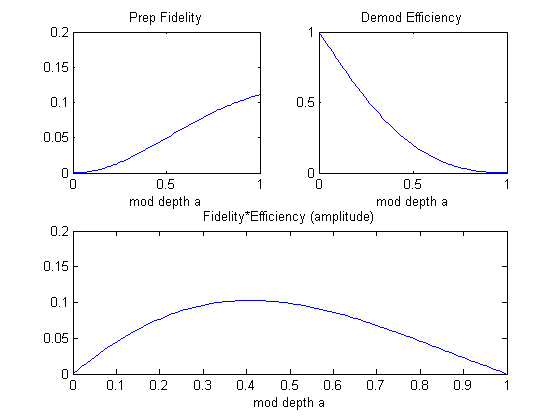 Prep Fidelity
0.2
0.15
0.1
0.05
0
0 0.5 1
mod depth a
Demod Efficiency
1
0.5
0
0 0.5 1
mod depth a
Fidelity*Efficiency (amplitude)
0.2
0.15
0.1
0.05
0
0 0.1 0.2 0.3 0.4 0.5 0.6 0.7 0.8 0.9 1
mod depth a